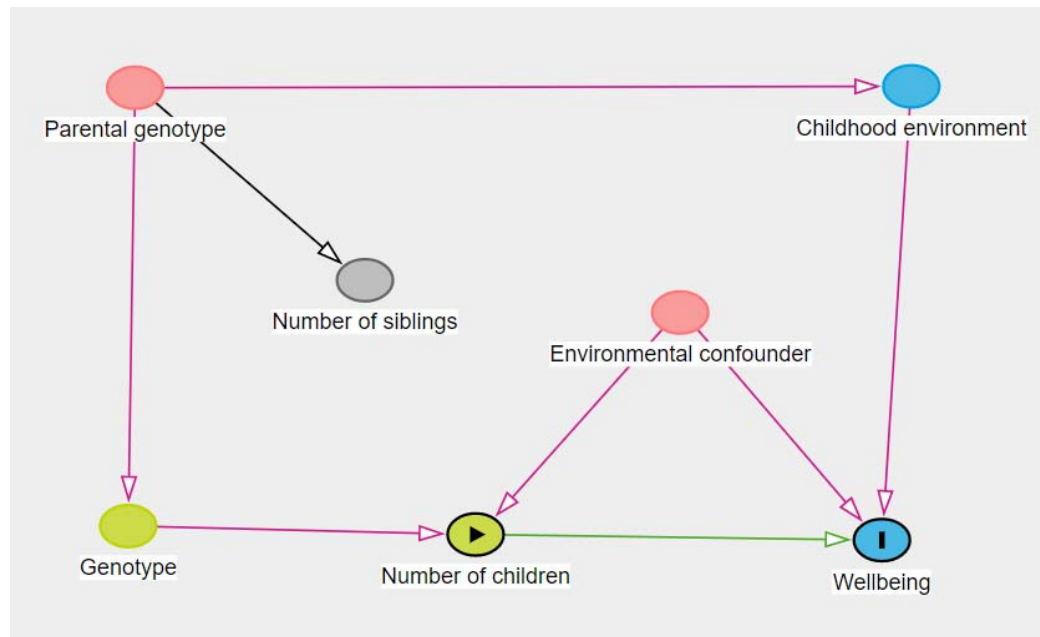 Parental genotype
Childhood environment
Number of siblings
Environmental confounder
Genotype
Number of children
Wellbeing